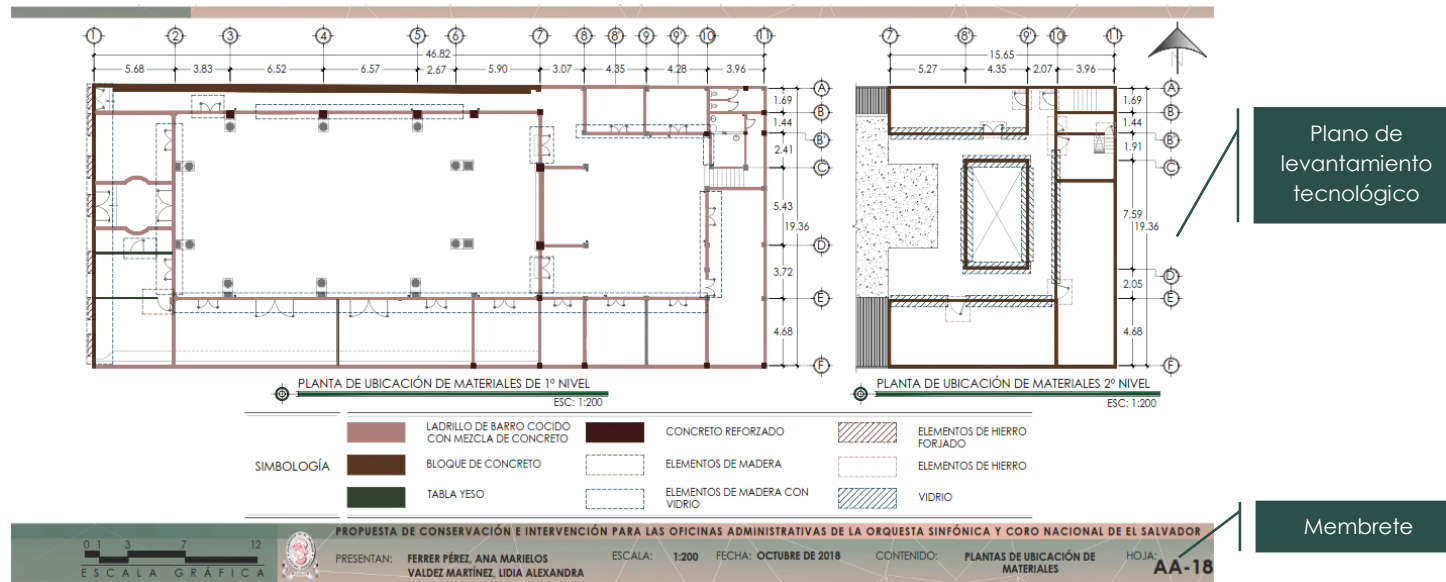 1 2 3 4 5 6 7 8 8' 9 9' 10 11
46.82
5.68 3.83 6.52 6.57 2.67 5.90 3.07 4.35 4.28 3.96
A
1.69
B
1.44
B'
2.41
C
5.43
19.36
D
3.72
E
4.68
F
7 8' 9' 10 11
15.65
5.27 4.35 2.07 3.96
N
A
1.69
B
1.44
B'
1.91
C
7.59
19.36
D'
2.05
E
4.68
F
Plano de
levantamiento
tecnológico
PLANTA DE UBICACIÓN DE MATERIALES DE 1º NIVEL
ESC: 1:200
PLANTA DE UBICACIÓN DE MATERIALES 2º NIVEL
ESC: 1:200
SIMBOLOGÍA
LADRILLO DE BARRO COCIDO
CON MEZCLA DE CONCRETO
BLOQUE DE CONCRETO
TABLA YESO
CONCRETO REFORZADO
ELEMENTOS DE MADERA
ELEMENTOS DE MADERA CON
VIDRIO
ELEMENTOS DE HIERRO
FORJADO
ELEMENTOS DE HIERRO
VIDRIO
Membrete
0 1 3 7 12
ESCALA GRÁFICA
PROPUESTA DE CONSERVACIÓN E INTERVENCIÓN PARA LAS OFICINAS ADMINISTRATIVAS DE LA ORQUESTA SINFÓNICA Y CORO NACIONAL DE EL SALVADOR
PRESENTAN: FERRER PÉREZ, ANA MARIELOS
VALDEZ MARTÍNEZ, LIDIA ALEXANDRA
ESCALA: 1:200 FECHA: OCTUBRE DE 2018
CONTENIDO: PLANTAS DE UBICACIÓN DE
MATERIALES
HOJA:
AA-18